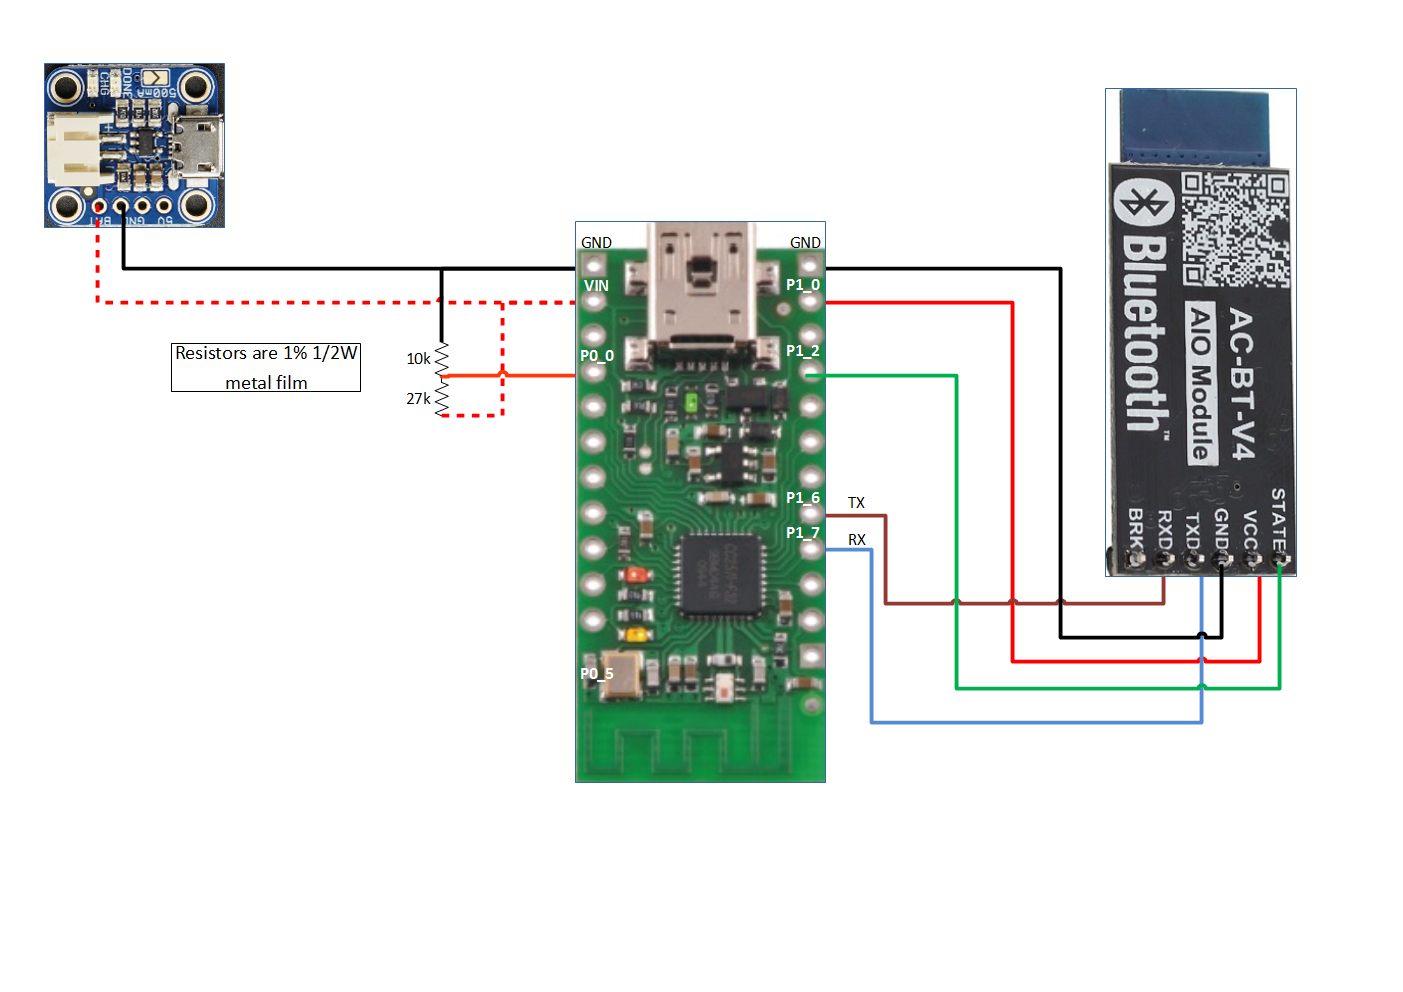 DONE
CHG
500mA
+
BAT
GND
5V
GND
VIN
P0_0
P0_5
GND
P1_0
P1_2
P1_6
P1_7
TX
RX
Resistors are 1% 1/2W
metal film
10k
27k
Bluetooth™
AIO Module
AC-BT-V4
BRK
RXD
TXD
GND
VCC
STATE